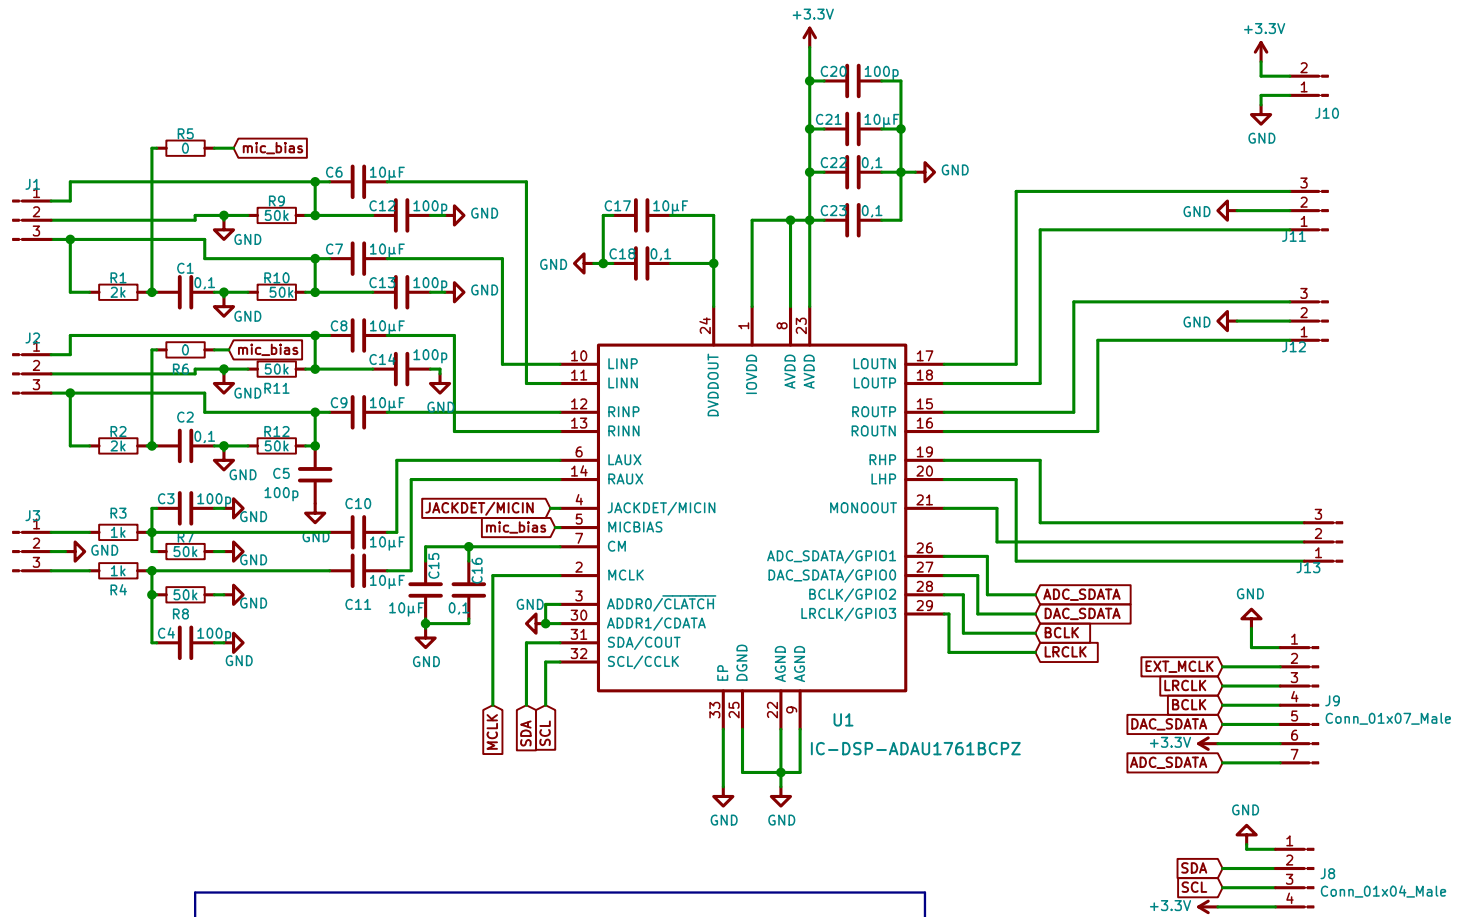 +3.3V
+3.3V
C20 100p
2
1
J10
GND
C21 10µF
R5
0
mic_bias
C22 0,1
GND
C6 10µF
J1
1
2
3
R9
50k
C12 100p
GND
GND
C17 10µF
C23 0,1
3
2
1
GND
J11
C7 10µF
C18 0,1
GND
R1
2k
C1
0,1
R10
50k
C13 100p
GND
GND
3
2
1
GND
J12
C8 10µF
24
1
8
23
J2
1
2
3
0
R6
mic_bias
50k
R11
GND
C14 100p
GND
DVDDOUT
IOVDD
AVDD
AVDD
10 LINP
11 LINN
12 RINP
13 RINN
6 LAUX
14 RAUX
4 JACKDET/MICIN
5 MICBIAS
7 CM
2 MCLK
3 ADDR0/CLATCH
30 ADDR1/CDATA
31 SDA/COUT
32 SCL/CCLK
LOUTN 17
LOUTP 18
ROUTP 15
ROUTN 16
RHP 19
LHP 20
MONOOUT 21
ADC_SDATA/GPIO1 26
DAC_SDATA/GPIO0 27
BCLK/GPIO2 28
LRCLK/GPIO3 29
C9 10µF
R2
2k
C2
0,1
R12
50k
GND
C5
100p
GND
C3 100p
GND
J3
1
2
3
GND
R3
1k
R7
50k
GND
C10
10µF
1k
R4
50k
R8
GND
10µF
C11
C4 100p
GND
JACKDET/MICIN
mic_bias
C15
10µF
C16
0,1
GND
GND
MCLK
SDA
SCL
EP
DGND
AGND
AGND
33
25
22
9
GND
GND
U1
IC-DSP-ADAU1761BCPZ
3
2
1
J13
ADC_SDATA
DAC_SDATA
BCLK
LRCLK
GND
1
EXT_MCLK 2
LRCLK 3
BCLK 4
DAC_SDATA 5
+3.3V 6
ADC_SDATA 7
J9
Conn_01x07_Male
GND
1
SDA 2
SCL 3
+3.3V 4
J8
Conn_01x04_Male